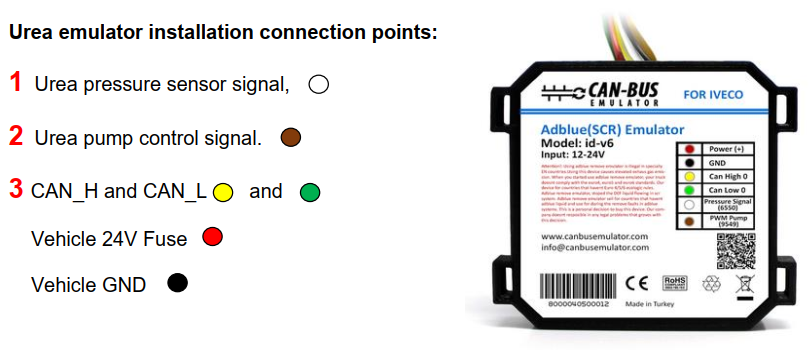 Urea emulator installation connection points:
1 Urea pressure sensor signal,
2 Urea pump control signal.
3 CAN_H and CAN_L and
Vehicle 24V Fuse
Vehicle GND
CAN-BUS
EMULATOR
FOR IVECO
Adblue(SCR) Emulator
Model: id-v6
Input: 12-24V
Power (+)
GND
Can High 0
Can Low 0
Pressure Signal
(6550)
PWM Pump
(9549)
www.canbusemulator.com
info@canbusemulator.com
8000040500012
Made in Turkey
CE
RoHS